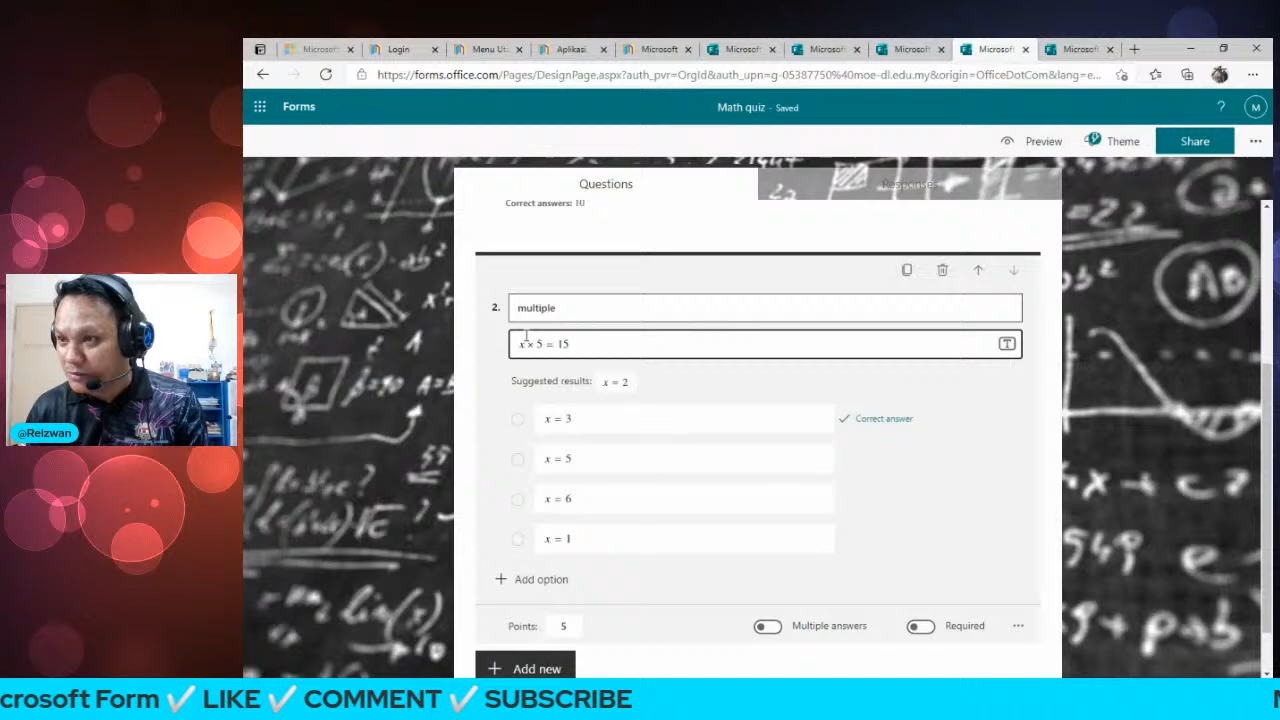 Microsoft
Login
Menu Ut
Aplikasi.
Microsoft
Microsoft
Microsoft
Microsoft
Microsoft
Microsoft
https://forms.office.com/Pages/DesignPage.aspx?auth_pvr=OrgId&auth_upn=g-05387750%40moe-dl.edu.my&origin=OfficeDotCom&lang=e...
Forms
Math quiz - Saved
?
M
Preview
Theme
Share
Questions
Responses
Correct answers: 10
2.
multiple
x × 5 = 15
Suggested results:
x = 2
x = 3
Correct answer
x = 5
x = 6
x = 1
Add option
Points:
5
Multiple answers
Required
Add new
@Reizwan
crosoft Form ✓ LIKE ✓ COMMENT ✓ SUBSCRIBE